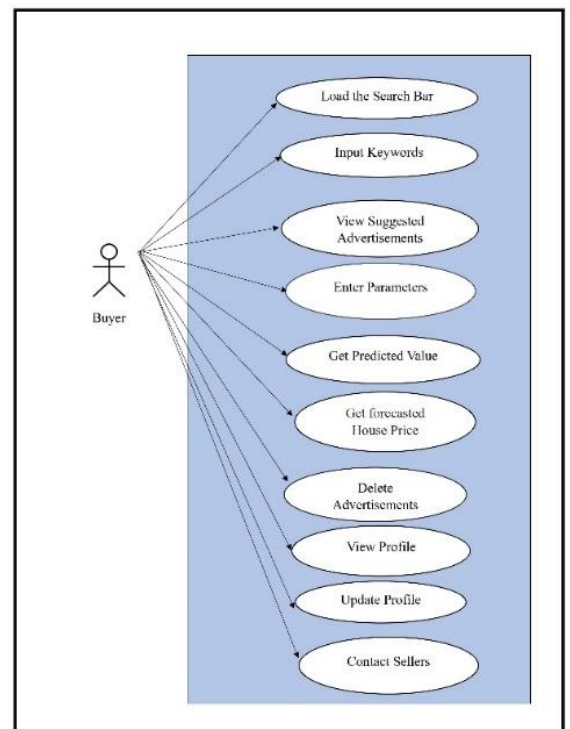 Load the Search Bar
Input Keywords
View Suggested
Advertisements
Enter Parameters
Buyer
Get Predicted Value
Get forecasted
House Price
Delete
Advertisements
View Profile
Update Profile
Contact Sellers